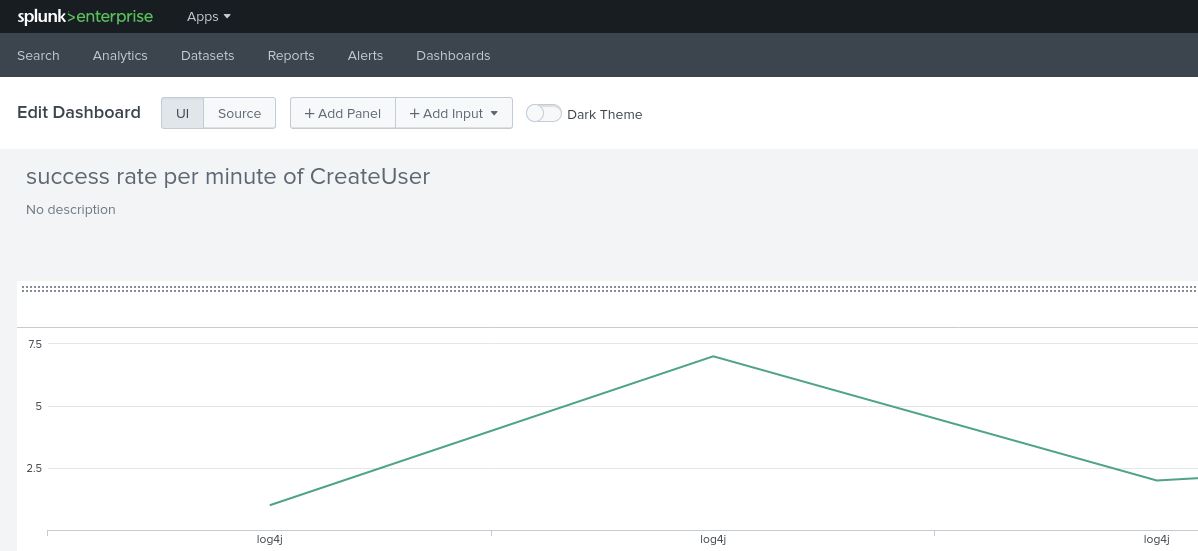 splunk>enterprise Apps
Search Analytics Datasets Reports Alerts Dashboards
Edit Dashboard UI Source + Add Panel + Add Input Dark Theme
success rate per minute of CreateUser
No description
7.5
5
2.5
log4j log4j log4j